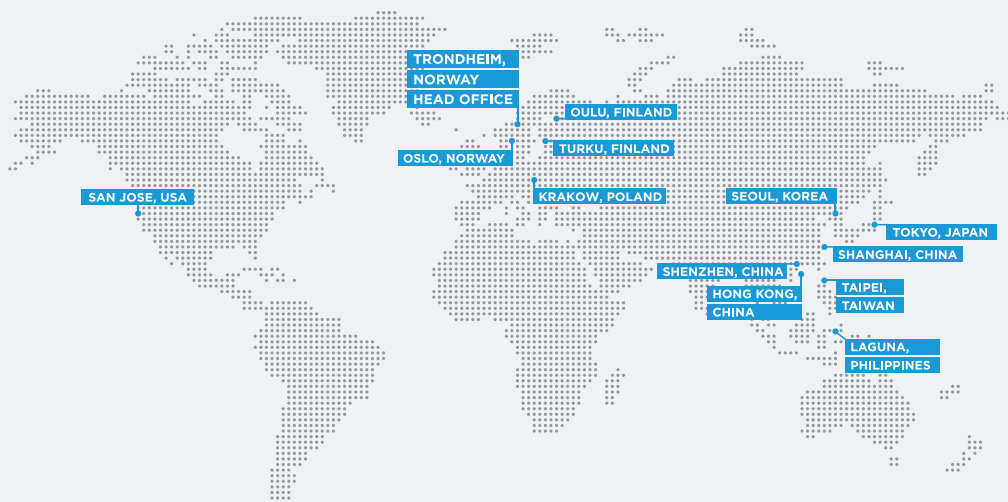 TRONDHEIM,
NORWAY
HEAD OFFICE
OULU, FINLAND
OSLO, NORWAY
TURKU, FINLAND
SAN JOSE, USA
KRAKOW, POLAND
SEOUL, KOREA
TOKYO, JAPAN
SHANGHAI, CHINA
SHENZHEN, CHINA
HONG KONG,
CHINA
TAIPEI,
TAIWAN
LAGUNA,
PHILIPPINES